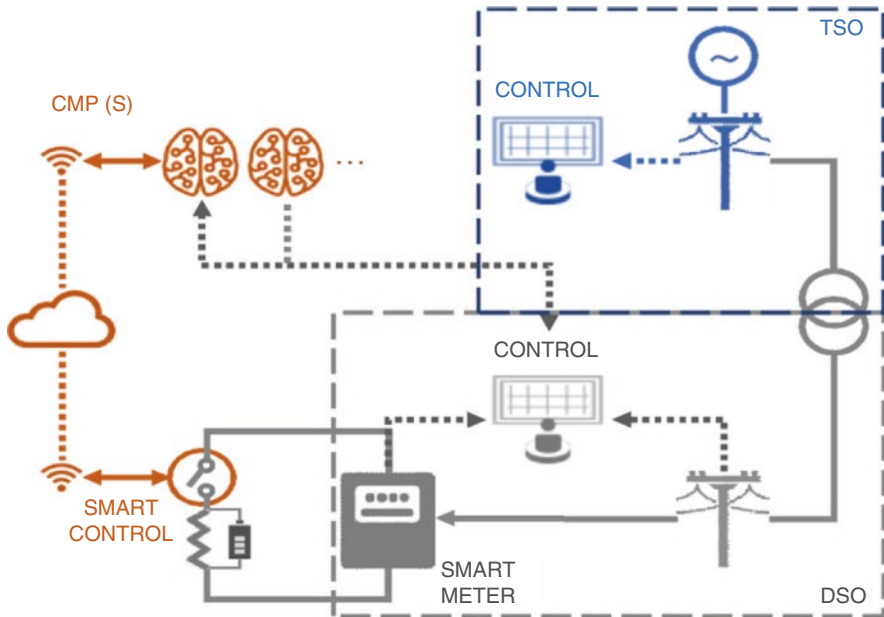 TSO
CMP (S)
CONTROL
...
CONTROL
SMART
CONTROL
SMART
METER
DSO